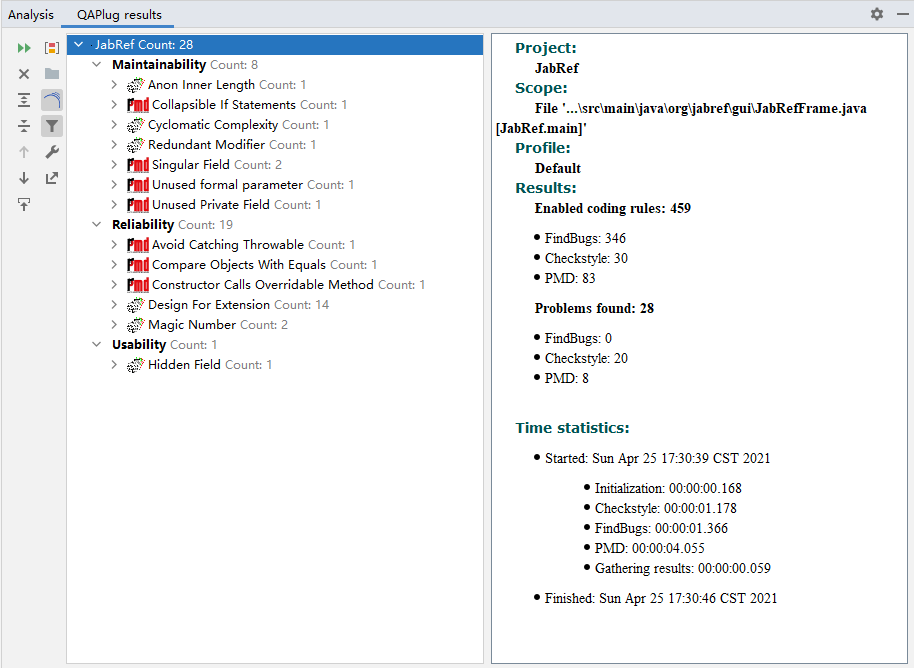 Analysis QAPlug results
JabRef Count: 28
Maintainability Count: 8
Anon Inner Length Count: 1
pmd Collapsible If Statements Count: 1
Cyclomatic Complexity Count: 1
Redundant Modifier Count: 1
pmd Singular Field Count: 2
pmd Unused formal parameter Count: 1
pmd Unused Private Field Count: 1
Reliability Count: 19
pmd Avoid Catching Throwable Count: 1
pmd Compare Objects With Equals Count: 1
pmd Constructor Calls Overridable Method Count: 1
Design For Extension Count: 14
Magic Number Count: 2
Usability Count: 1
Hidden Field Count: 1
Project:
JabRef
Scope:
File '...\src\main\java\org\jabref\gui\JabRefFrame.java
[JabRef.main]'
Profile:
Default
Results:
Enabled coding rules: 459
• FindBugs: 346
• Checkstyle: 30
• PMD: 83
Problems found: 28
• FindBugs: 0
• Checkstyle: 20
• PMD: 8
Time statistics:
• Started: Sun Apr 25 17:30:39 CST 2021
• Initialization: 00:00:00.168
• Checkstyle: 00:00:01.178
• FindBugs: 00:00:01.366
• PMD: 00:00:04.055
• Gathering results: 00:00:00.059
• Finished: Sun Apr 25 17:30:46 CST 2021